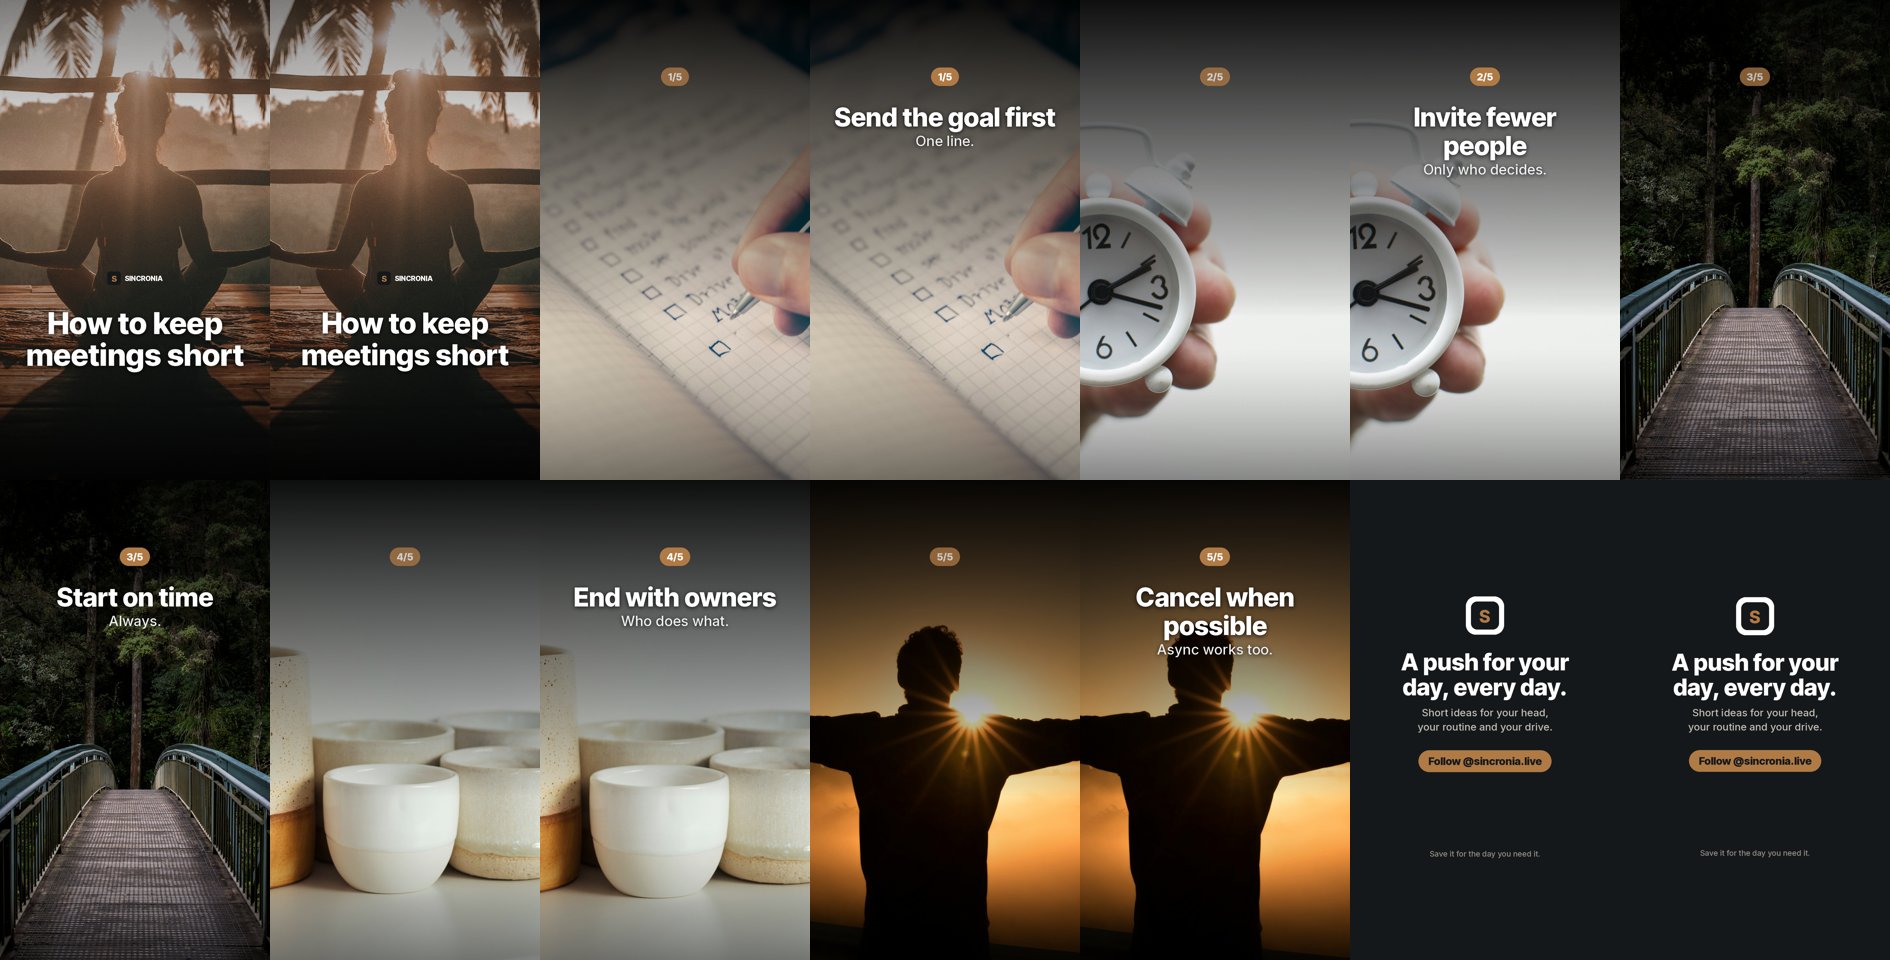 S SINCRONIA
How to keep
meetings short
S SINCRONIA
How to keep
meetings short
1/5
1/5
Send the goal first
One line.
2/5
12
3
6
2/5
Invite fewer
people
Only who decides.
12
3
6
3/5
3/5
Start on time
Always.
4/5
4/5
End with owners
Who does what.
5/5
5/5
Cancel when
possible
Async works too.
S
A push for your
day, every day.
Short ideas for your head,
your routine and your drive.
Follow @sincronia.live
Save it for the day you need it.
S
A push for your
day, every day.
Short ideas for your head,
your routine and your drive.
Follow @sincronia.live
Save it for the day you need it.